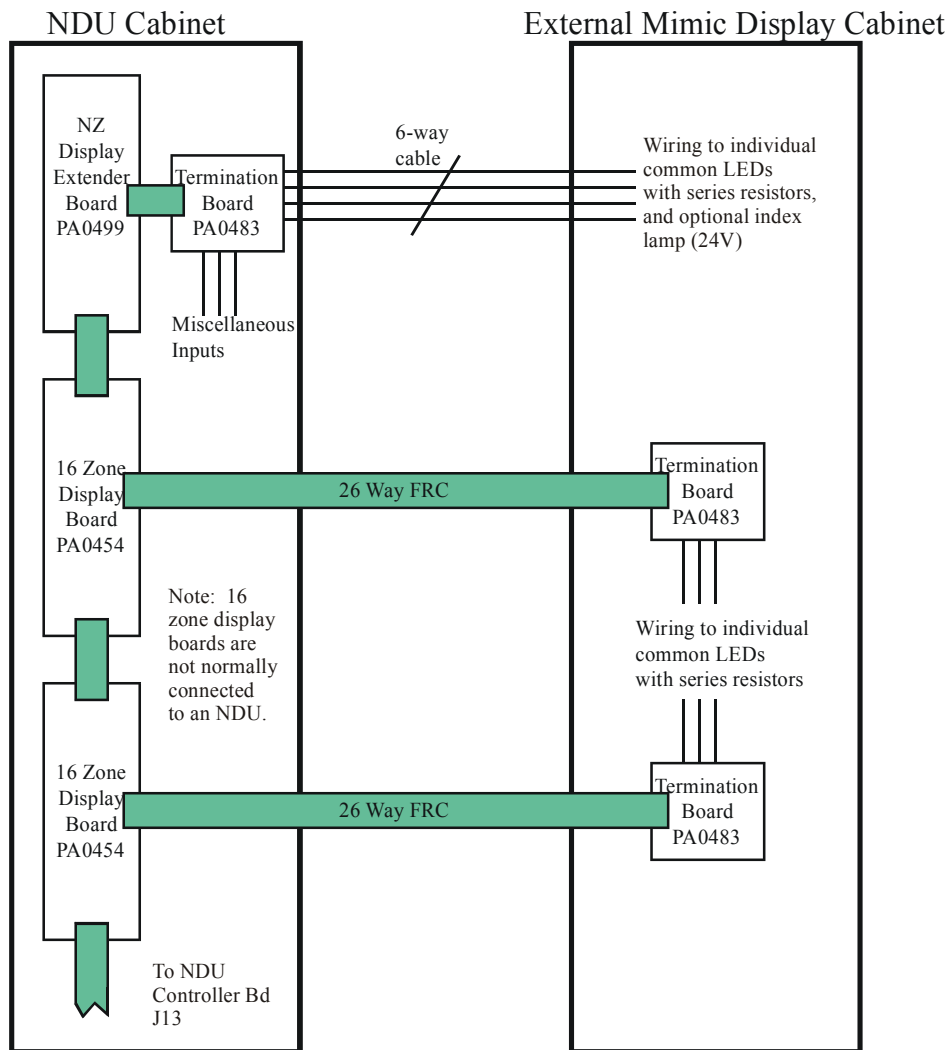 NDU Cabinet
External Mimic Display Cabinet
NZ
Display
Extender
Board
PA0499
Termination
Board
PA0483
6-way
cable
Wiring to individual
common LEDs
with series resistors,
and optional index
lamp (24V)
Miscellaneous
Inputs
16 Zone
Display
Board
PA0454
26 Way FRC
Termination
Board
PA0483
Note: 16
zone display
boards are
not normally
connected
to an NDU.
Wiring to individual
common LEDs
with series resistors
16 Zone
Display
Board
PA0454
26 Way FRC
Termination
Board
PA0483
To NDU
Controller Bd
J13